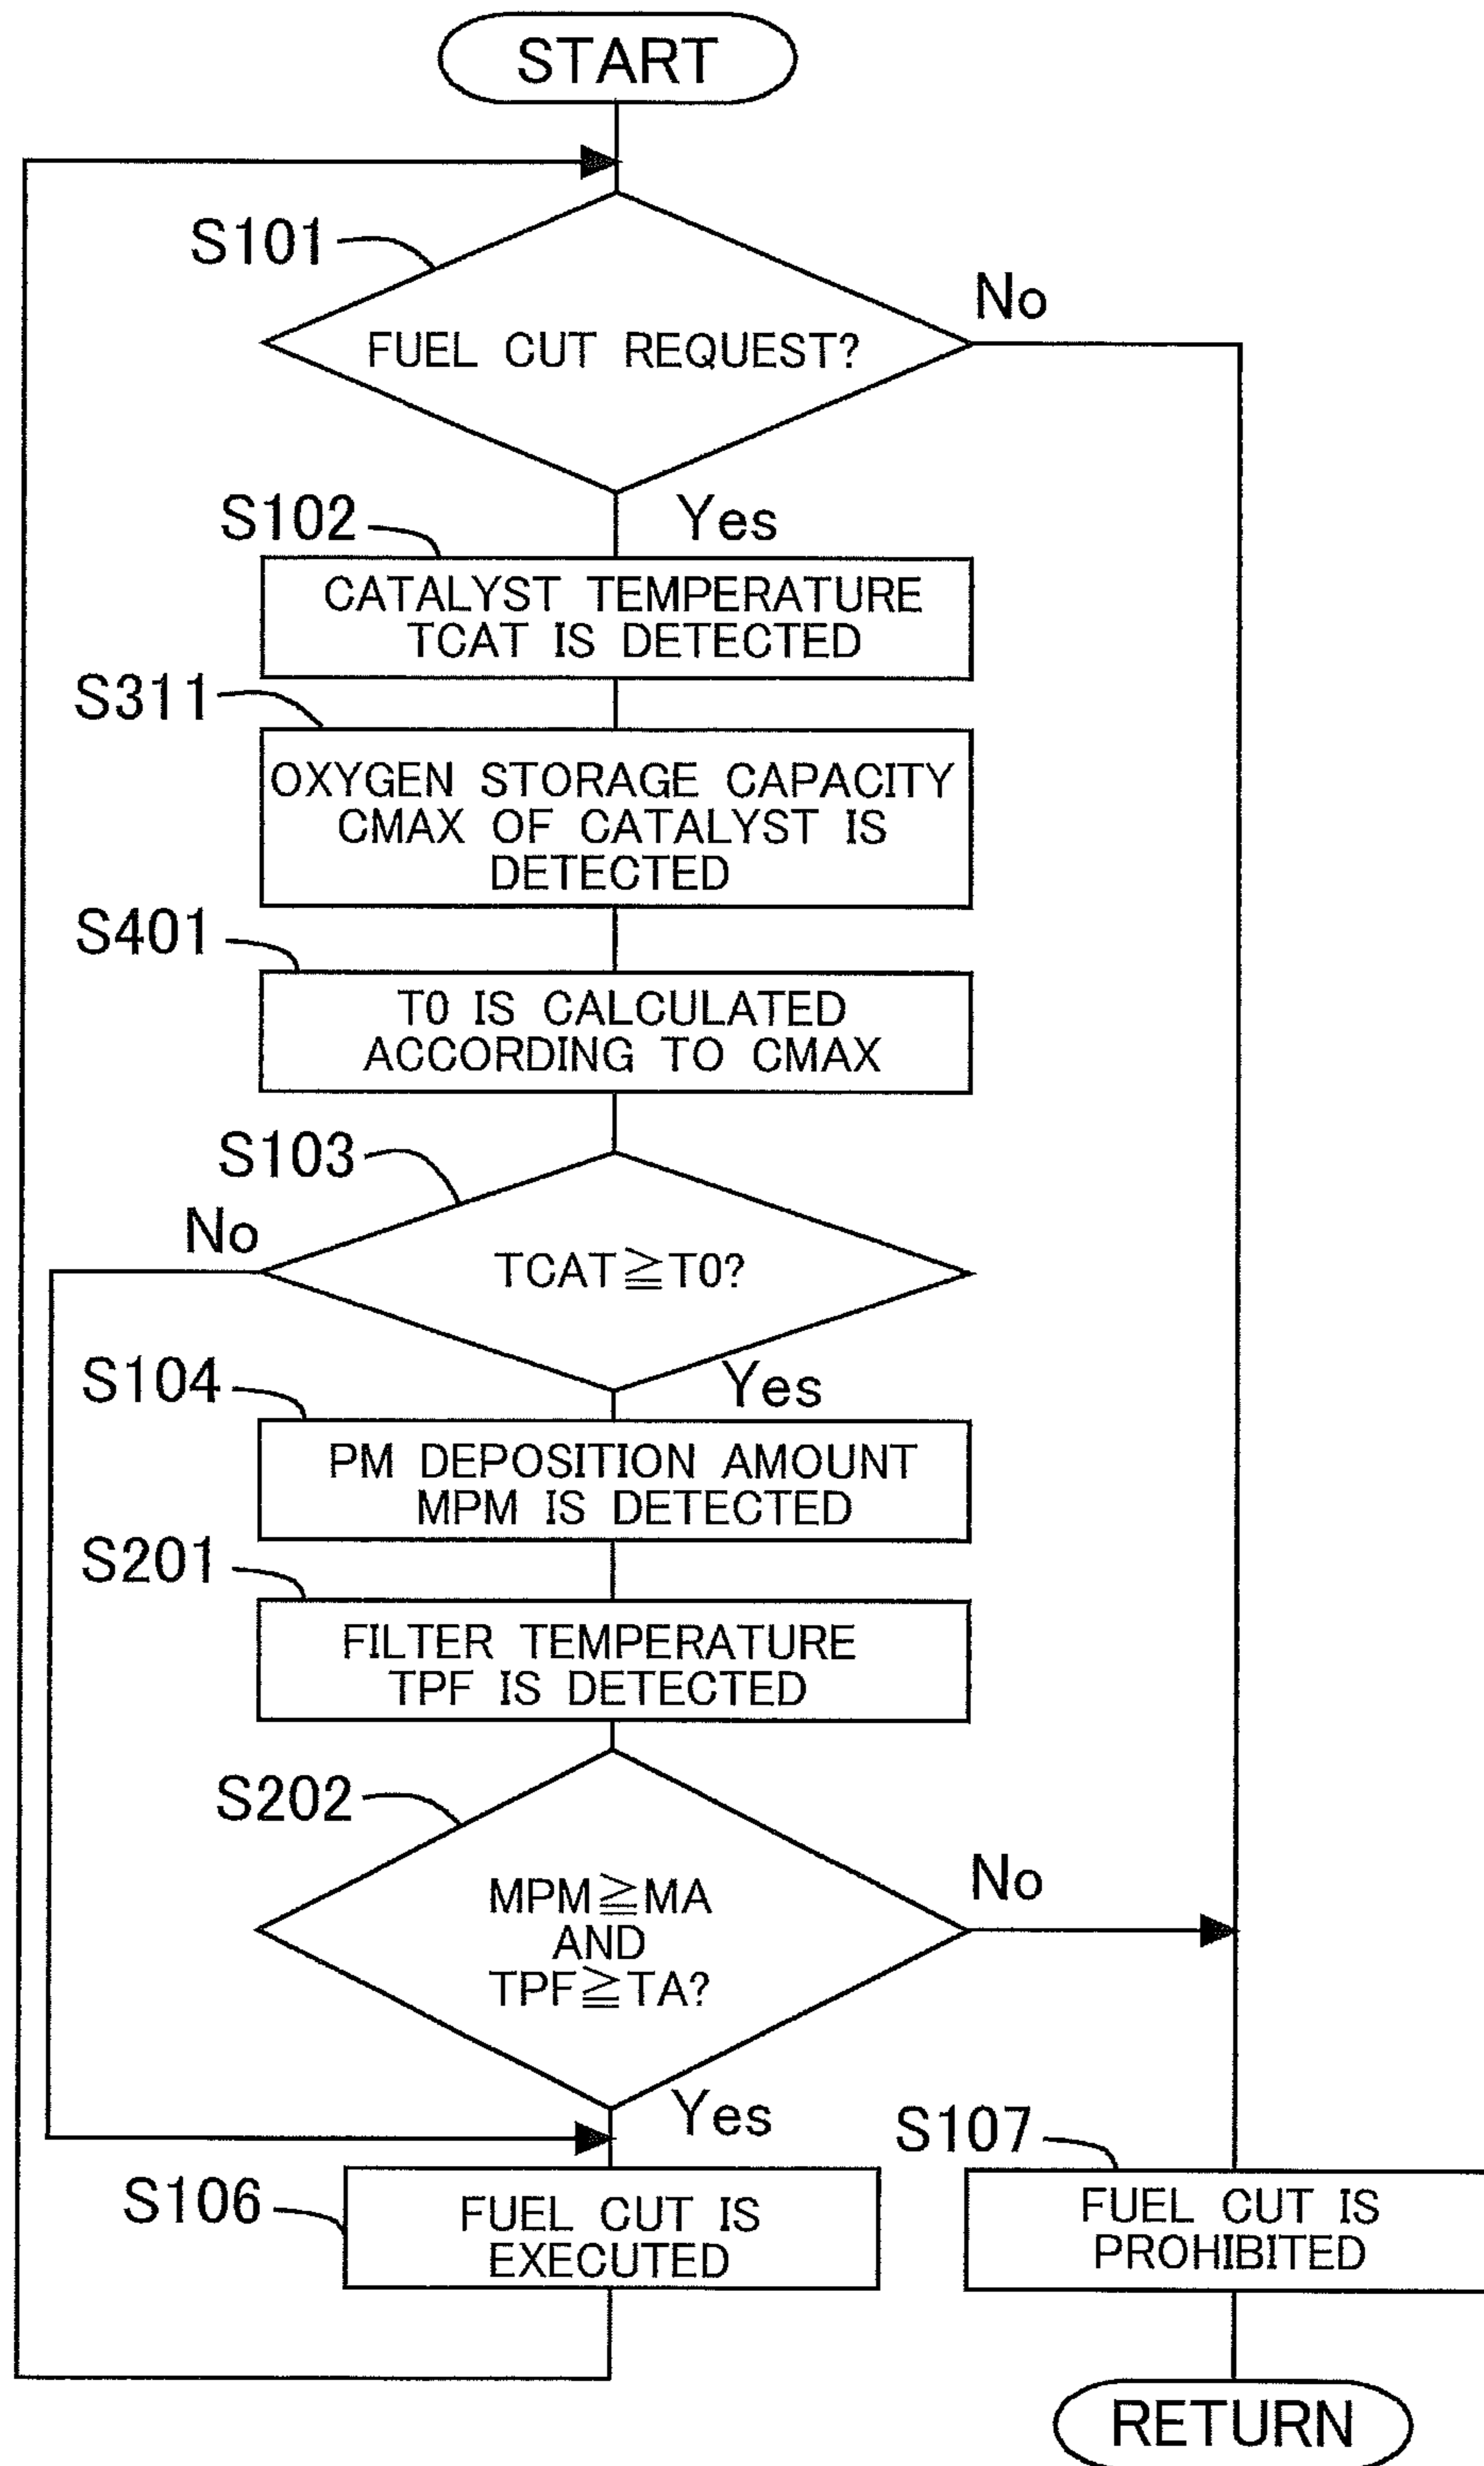 START
S101
No
FUEL CUT REQUEST?
S102
Yes
CATALYST TEMPERATURE
TCAT IS DETECTED
S311
OXYGEN STORAGE CAPACITY
CMAX OF CATALYST IS
DETECTED
S401
T0 IS CALCULATED
ACCORDING TO CMAX
S103
No
TCAT≧T0?
S104
Yes
PM DEPOSITION AMOUNT
MPM IS DETECTED
S201
FILTER TEMPERATURE
TPF IS DETECTED
S202
No
MPM≧MA
AND
TPF≧TA?
Yes
S107
S106
FUEL CUT IS
EXECUTED
FUEL CUT IS
PROHIBITED
RETURN